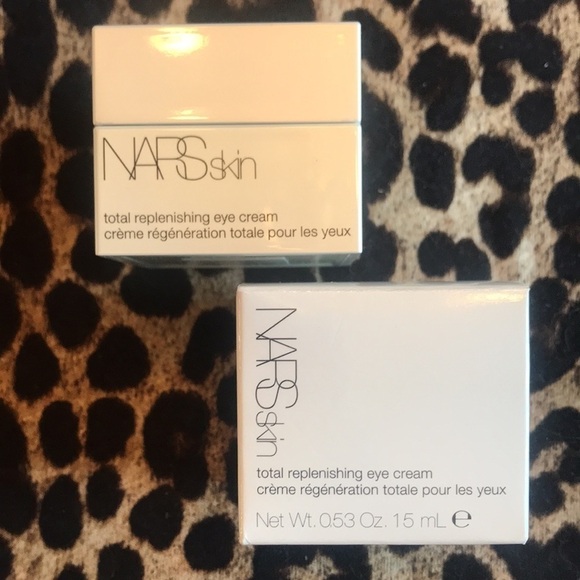 NARSskin
total replenishing eye cream
crème régénération totale pour les yeux
NARSskin
total replenishing eye cream
crème régénération totale pour les yeux
Net Wt. 0.53 Oz. 15 mL ℮